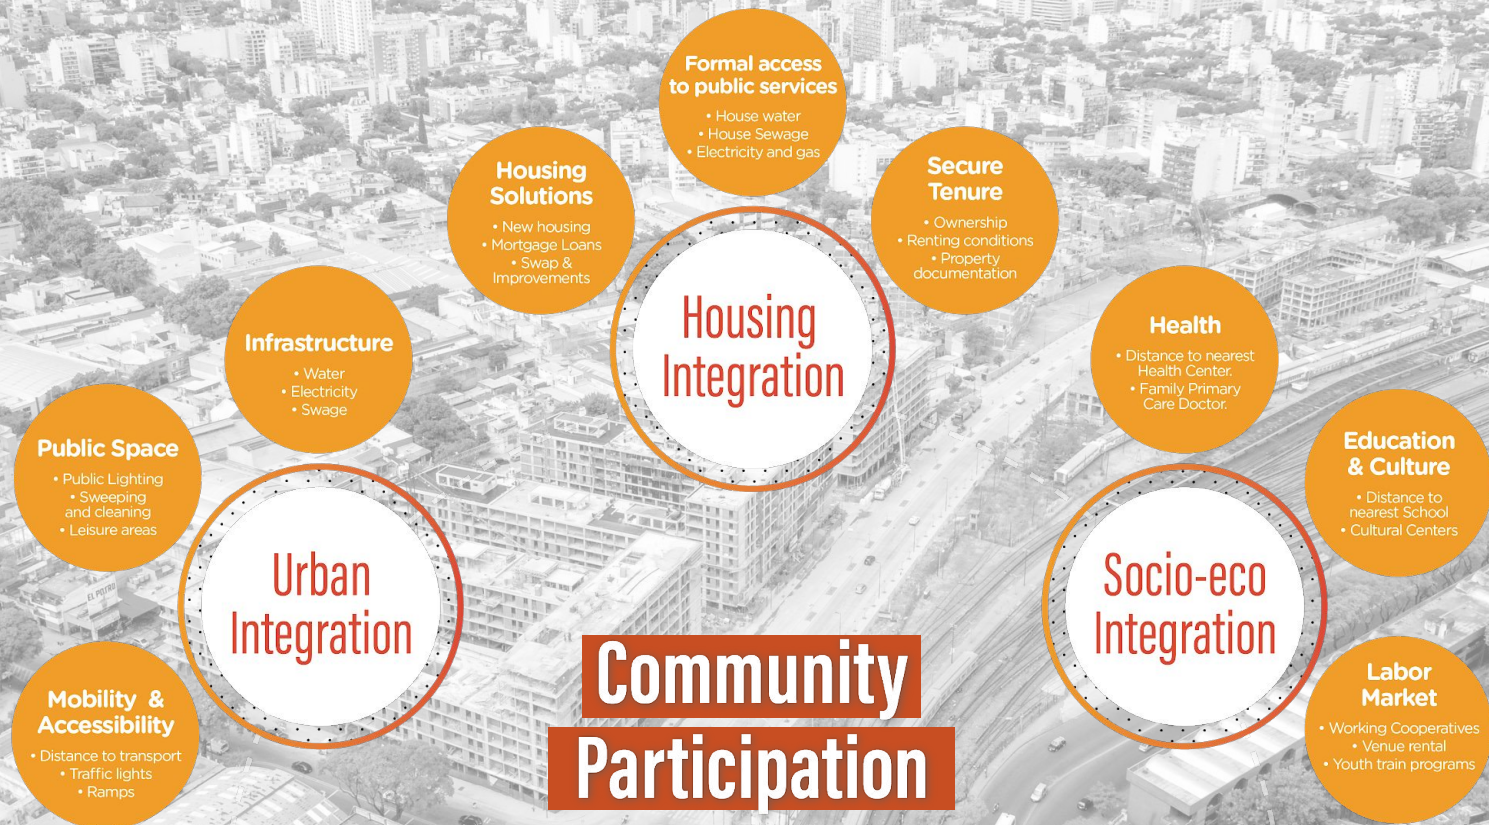 Formal access
to public services
• House water
• House Sewage
• Electricity and gas
Housing
Solutions
• New housing
• Mortgage Loans
• Swap &
Improvements
Secure
Tenure
• Ownership
• Renting conditions
• Property
documentation
Housing
Integration
Infrastructure
• Water
• Electricity
• Swage
Public Space
• Public Lighting
• Sweeping
and cleaning
• Leisure areas
Mobility &
Accessibility
• Distance to transport
• Traffic lights
• Ramps
Urban
Integration
Health
• Distance to nearest
Health Center.
• Family Primary
Care Doctor.
Education
& Culture
• Distance to
nearest School
• Cultural Centers
Labor
Market
• Working Cooperatives
• Venue rental
• Youth train programs
Socio-eco
Integration
Community
Participation
EL POTRO